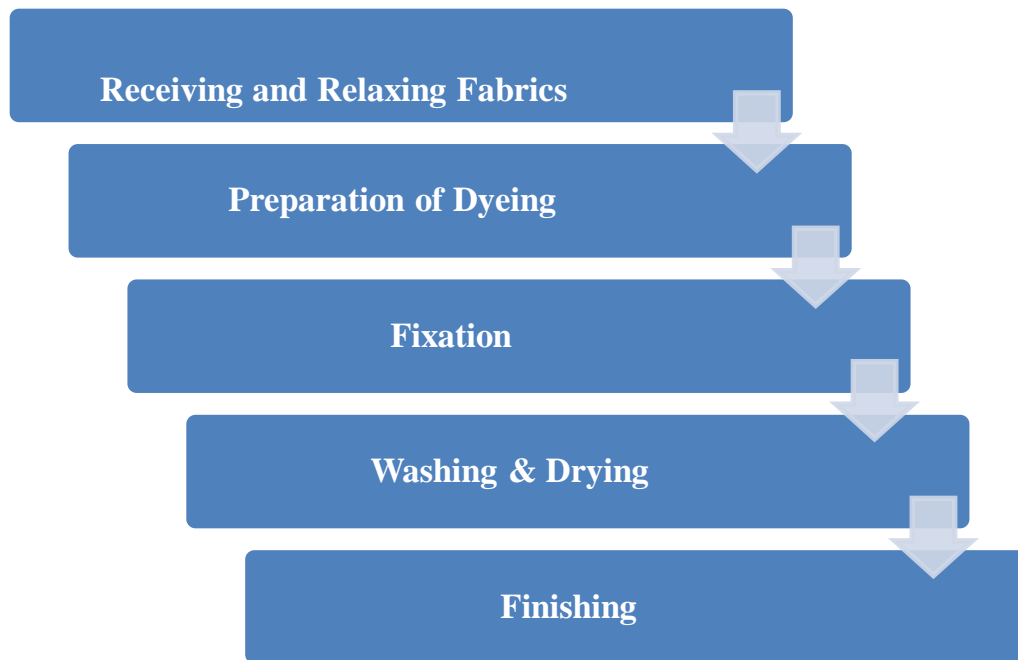 Receiving and Relaxing Fabrics
Preparation of Dyeing
Fixation
Washing & Drying
Finishing